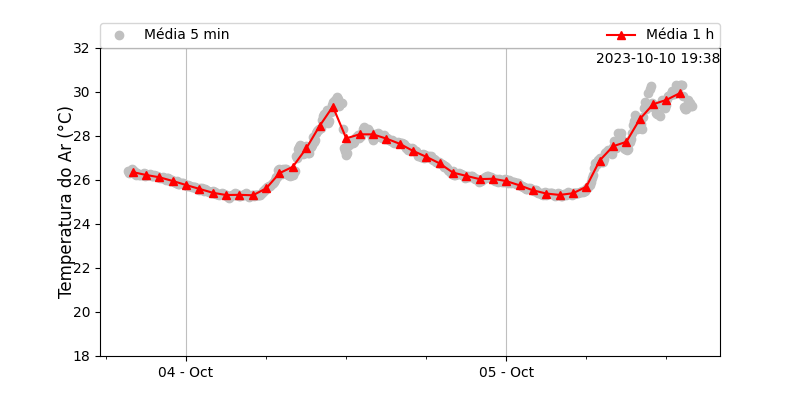 Média 5 min
Média 1 h
2023-10-10 19:38
Temperatura do Ar (°C)
32
30
28
26
24
22
20
18
04 - Oct
05 - Oct